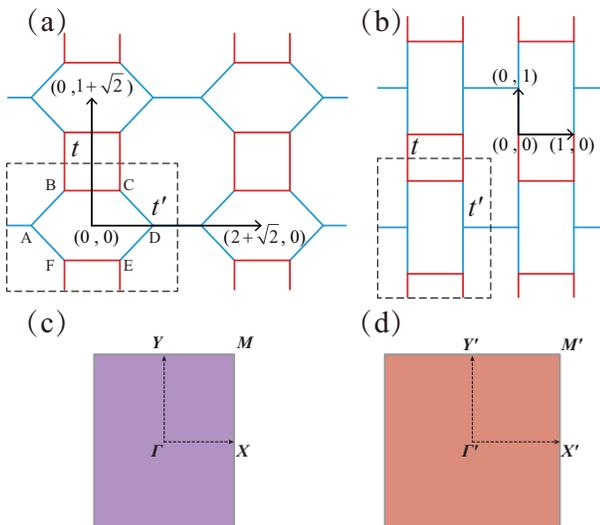 (a)
(0 ,1+√2 )
t
B
C
t′
A
(0 , 0)
D
(2+√2, 0)
F
E
(b)
(0 , 1)
(0 , 0)
(1 , 0)
t
t′
(c)
Y
M
Γ
X
(d)
Y′
M′
Γ′
X′